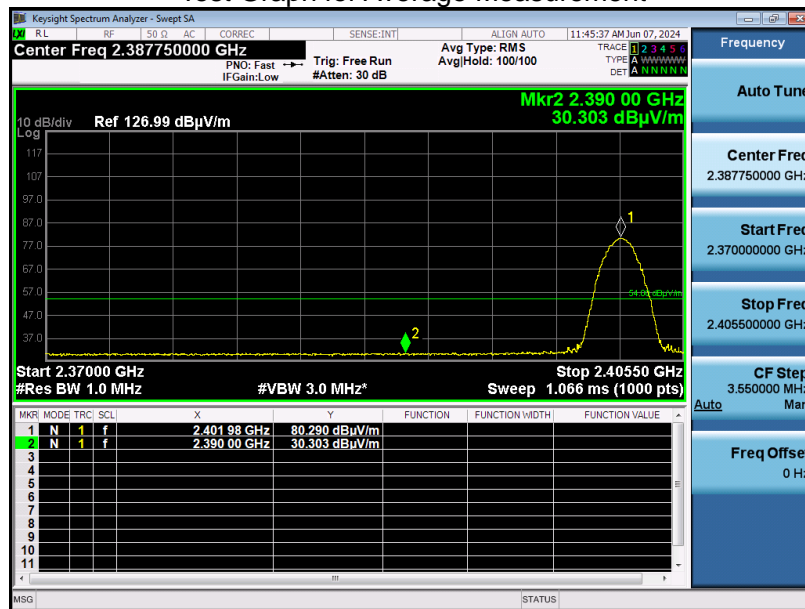 Test Graph for Average Measurement
Keysight Spectrum Analyzer - Swept SA
LXI RL RF 50 Ω AC CORREC SENSE:INT ALIGN AUTO 11:45:37 AM Jun 07, 2024
Center Freq 2.387750000 GHz
PNO: Fast
IFGain:Low
Trig: Free Run
#Atten: 30 dB
Avg Type: RMS
Avg|Hold: 100/100
TRACE 1 2 3 4 5 6
TYPE A WWWWW
DET A N N N N N
Mkr2 2.390 00 GHz
30.303 dBμV/m
10 dB/div Ref 126.99 dBμV/m
Log
117
107
97.0
87.0
77.0
67.0
57.0
47.0
37.0
1
2
Start 2.37000 GHz
Stop 2.40550 GHz
#Res BW 1.0 MHz #VBW 3.0 MHz* Sweep 1.066 ms (1000 pts)
MKR MODE TRC SCL X Y FUNCTION FUNCTION WIDTH FUNCTION VALUE
1 N 1 f 2.401 98 GHz 80.290 dBμV/m
2 N 1 f 2.390 00 GHz 30.303 dBμV/m
3
4
5
6
7
8
9
10
11
MSG STATUS
Frequency
Auto Tune
Center Freq
2.387750000 GHz
Start Freq
2.370000000 GHz
Stop Freq
2.405500000 GHz
CF Step
3.550000 MHz
Auto Man
Freq Offset
0 Hz